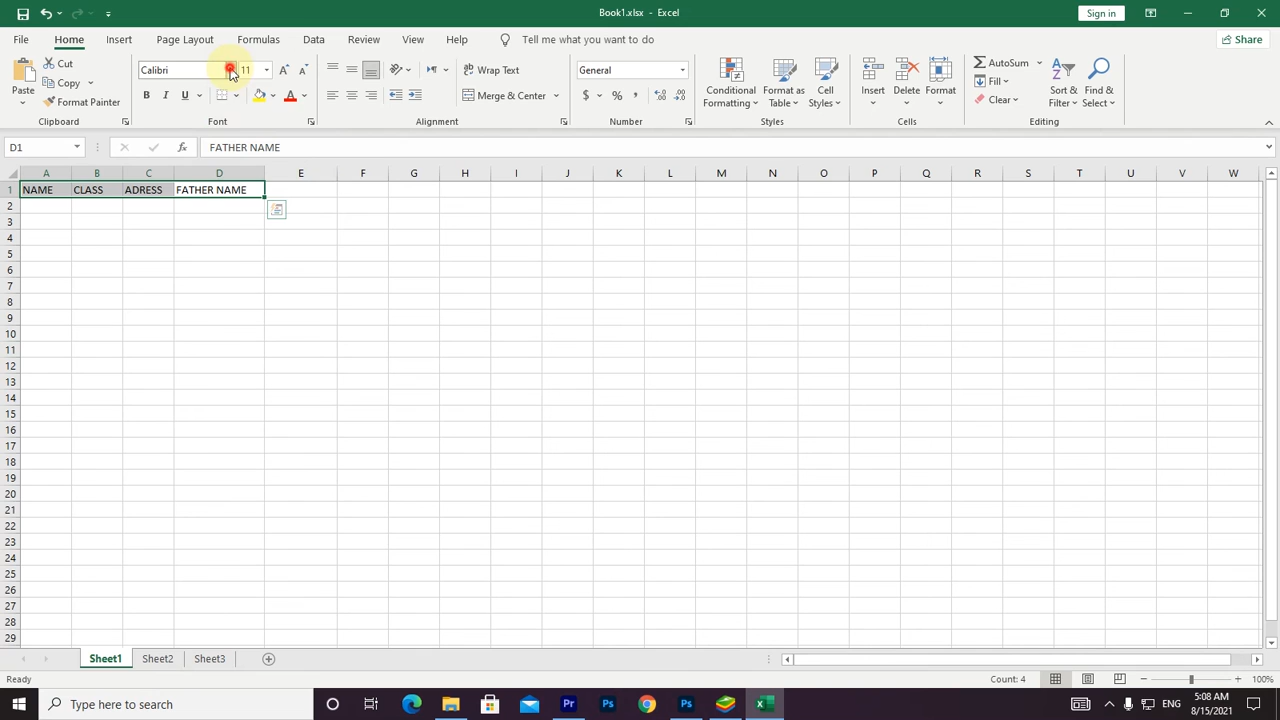 Book1.xlsx - Excel
Sign in
File Home Insert Page Layout Formulas Data Review View Help Tell me what you want to do Share
Paste
Cut
Copy
Format Painter
Clipboard
Calibri 11
B I U A
Font
Wrap Text
Merge & Center
Alignment
General
$ % ,
Number
Conditional Formatting
Format as Table
Cell Styles
Styles
Insert
Delete
Format
Cells
AutoSum
Fill
Clear
Sort & Filter
Find & Select
Editing
D1 fx FATHER NAME
A B C D E F G H I J K L M N O P Q R S T U V W
1 NAME CLASS ADRESS FATHER NAME
2
3
4
5
6
7
8
9
10
11
12
13
14
15
16
17
18
19
20
21
22
23
24
25
26
27
28
29
Sheet1 Sheet2 Sheet3
Ready Count: 4 100%
Type here to search
ENG
5:08 AM
8/15/2021